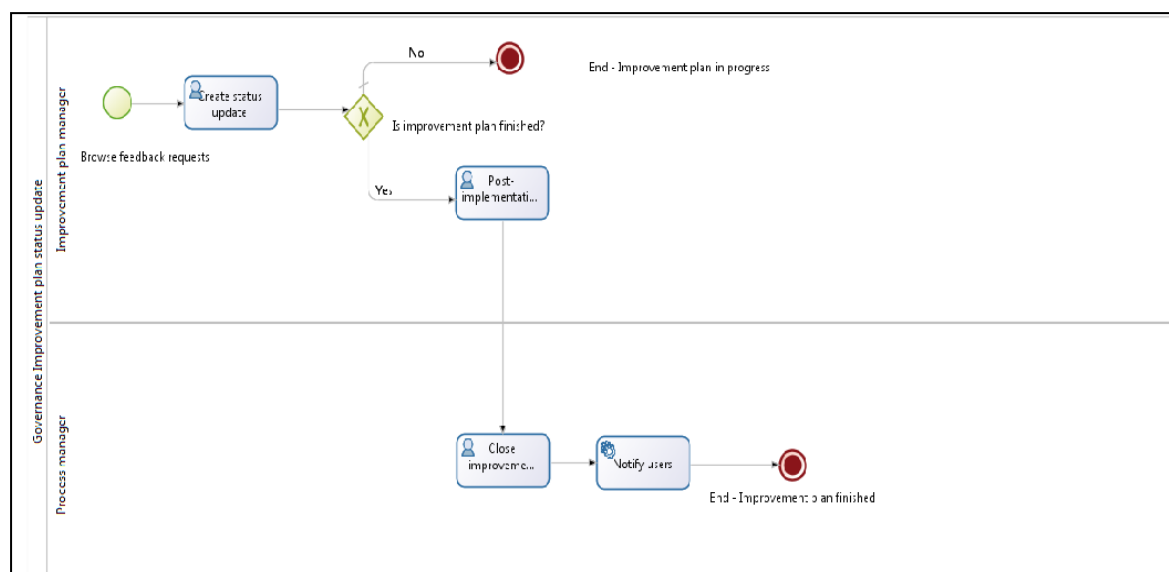 Governance Improvement plan status update
Improvement plan manager
Process manager
Browse feedback requests
Create status
update
Is improvement plan finished?
No
End - Improvement plan in progress
Yes
Post-
implementati...
Close
improveme...
Notify users
End - Improvement plan finished